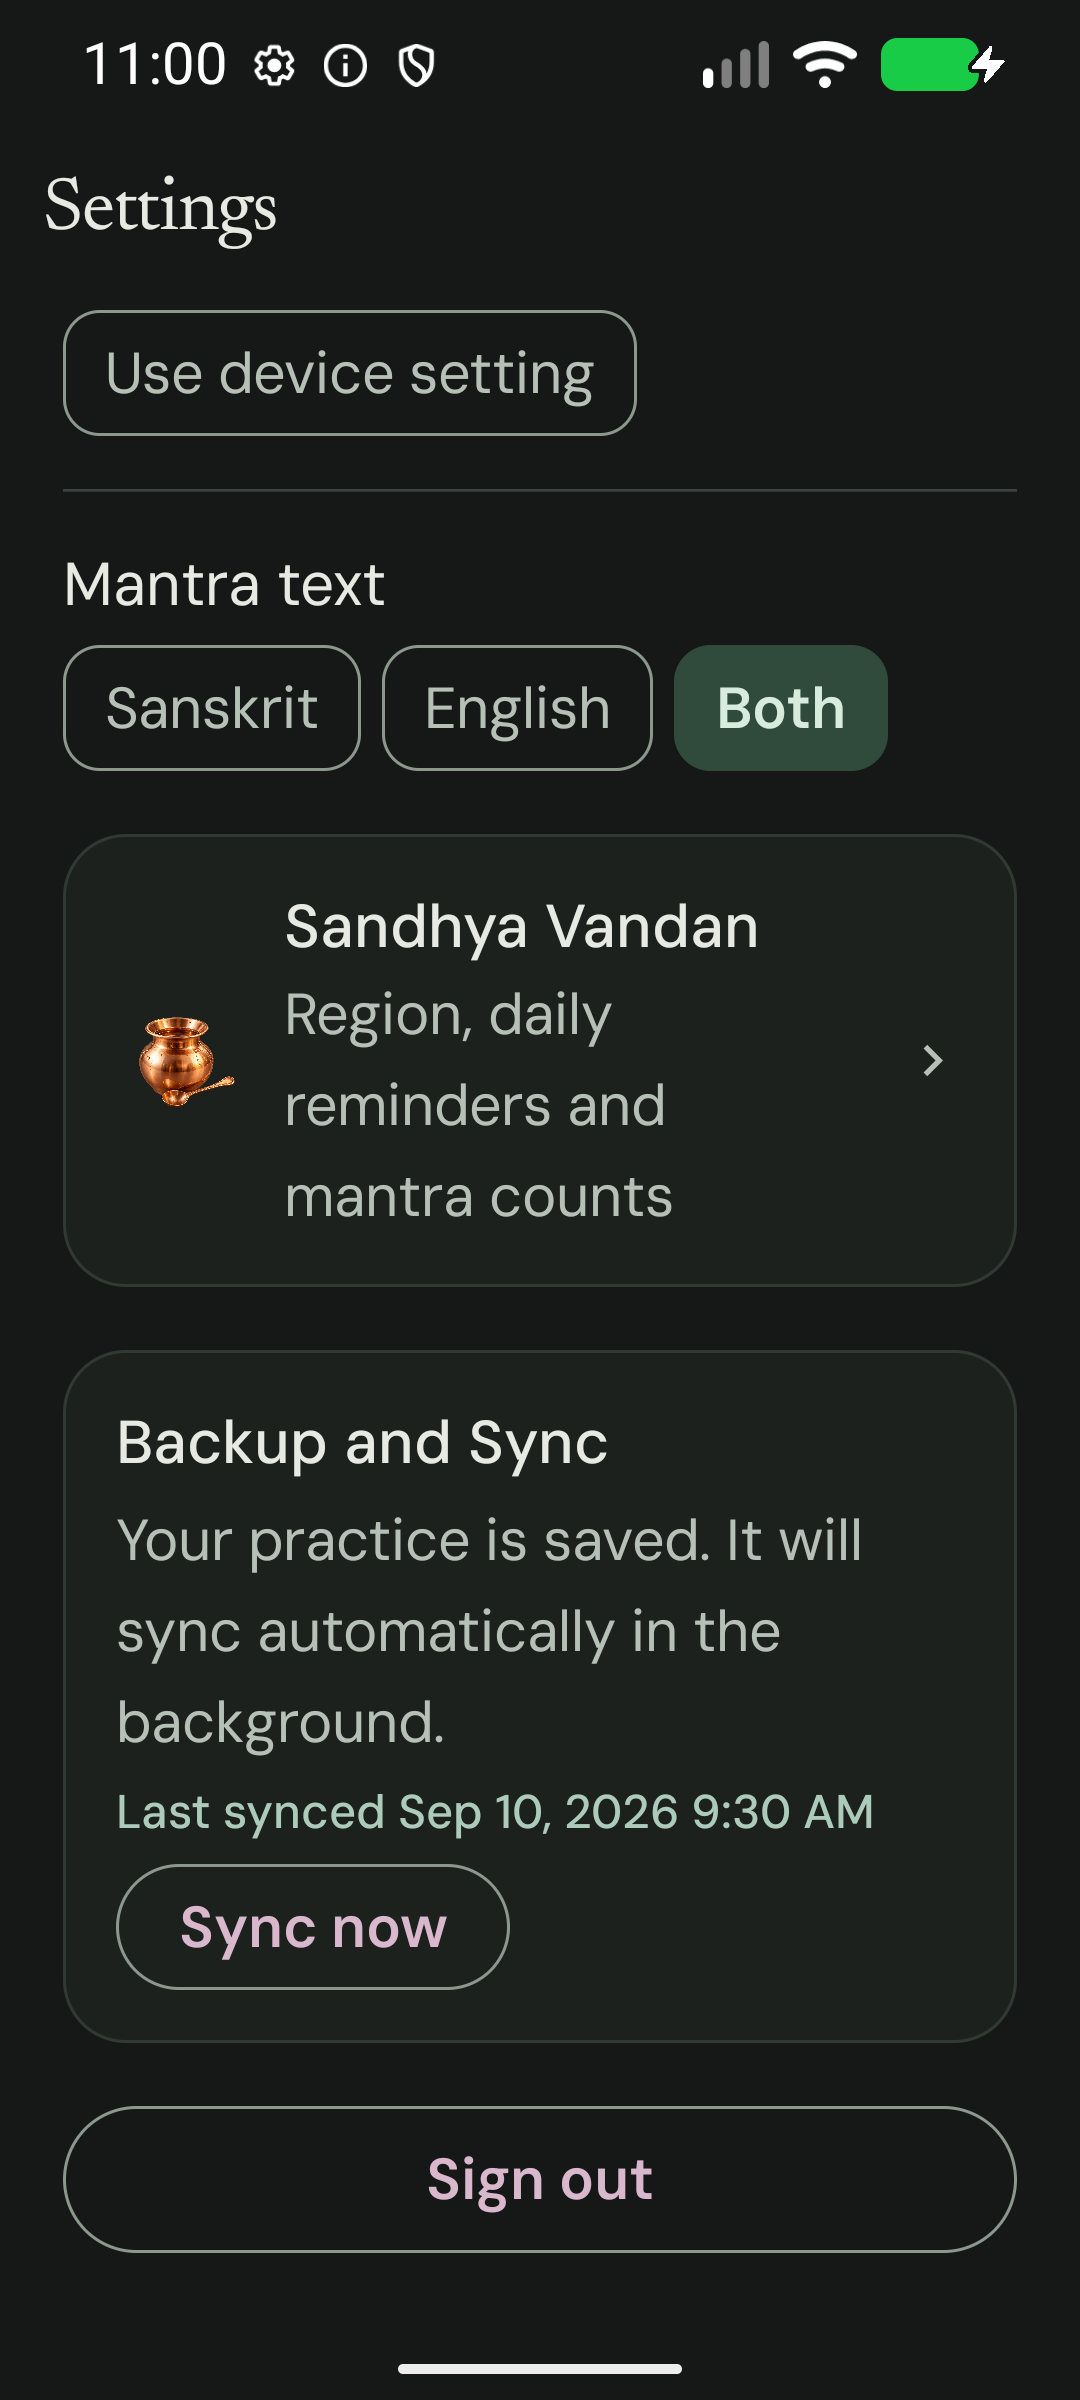 11:00
Settings
Use device setting
Mantra text
Sanskrit English Both
Sandhya Vandan
Region, daily
reminders and
mantra counts
Backup and Sync
Your practice is saved. It will
sync automatically in the
background.
Last synced Sep 10, 2026 9:30 AM
Sync now
Sign out